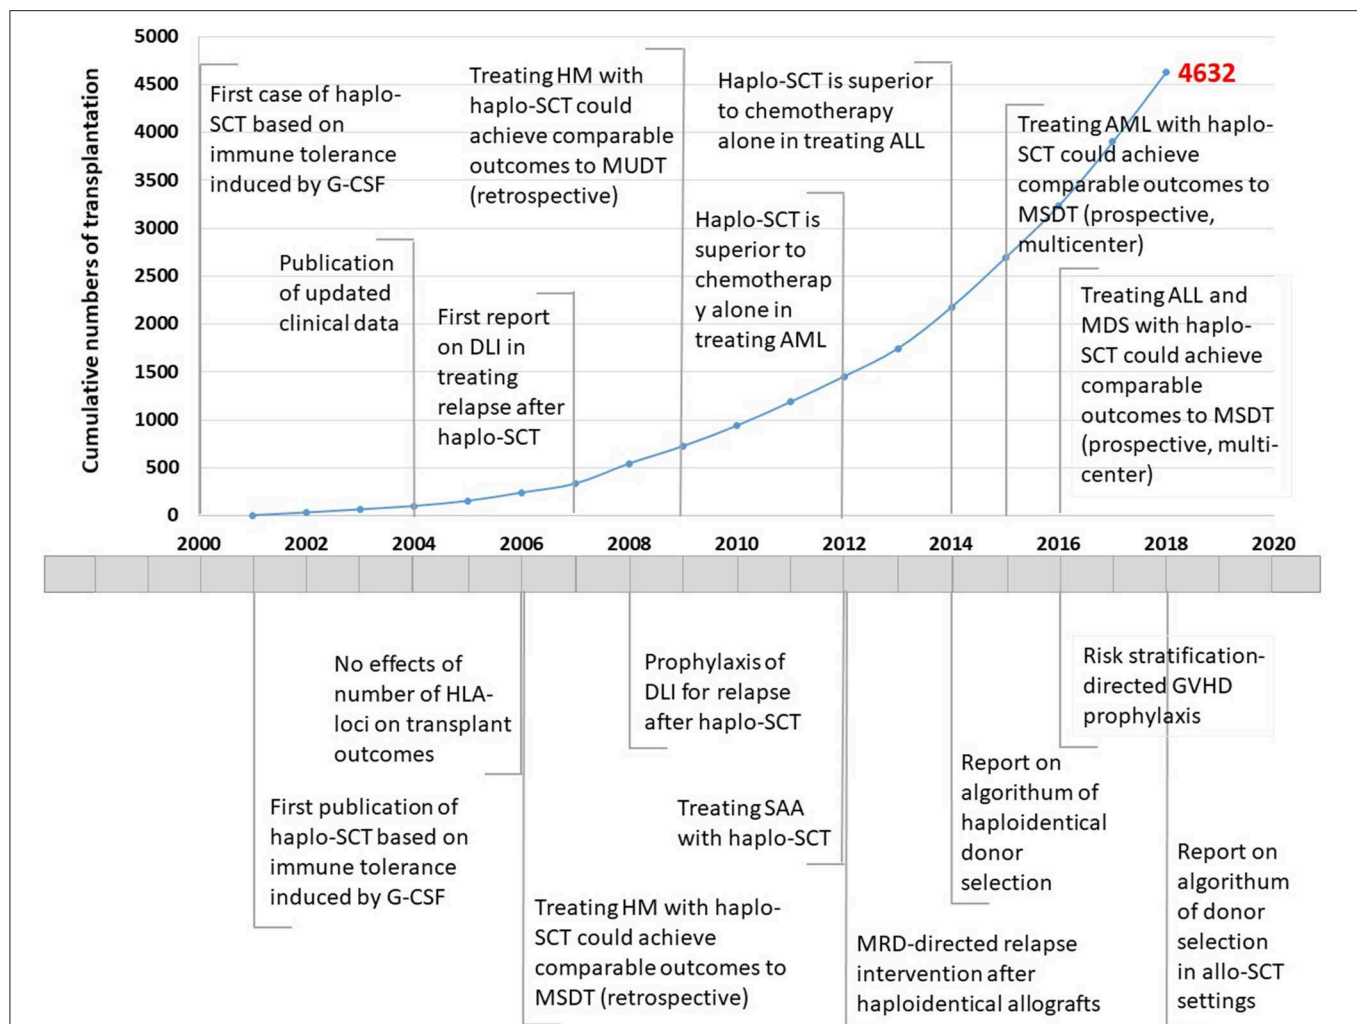 Cumulative numbers of transplantation
5000
4500
4000
3500
3000
2500
2000
1500
1000
500
0
First case of haplo-
SCT based on
immune tolerance
induced by G-CSF
Publication
of updated
clinical data
First report
on DLI in
treating
relapse after
haplo-SCT
Treating HM with
haplo-SCT could
achieve comparable
outcomes to MUDT
(retrospective)
Haplo-SCT is
superior to
chemotherap
y alone in
treating AML
Haplo-SCT is superior
to chemotherapy
alone in treating ALL
4632
Treating AML with haplo-
SCT could achieve
comparable outcomes to
MSDT (prospective,
multicenter)
Treating ALL and
MDS with haplo-
SCT could achieve
comparable
outcomes to MSDT
(prospective, multi-
center)
2000
2002
2004
2006
2008
2010
2012
2014
2016
2018
2020
First publication of
haplo-SCT based on
immune tolerance
induced by G-CSF
No effects of
number of HLA-
loci on transplant
outcomes
Treating HM with haplo-
SCT could achieve
comparable outcomes to
MSDT (retrospective)
Prophylaxis of
DLI for relapse
after haplo-SCT
Treating SAA
with haplo-SCT
MRD-directed relapse
intervention after
haploidentical allografts
Report on
algorithum of
haploidentical
donor
selection
Risk stratification-
directed GVHD
prophylaxis
Report on
algorithum
of donor
selection
in allo-SCT
settings